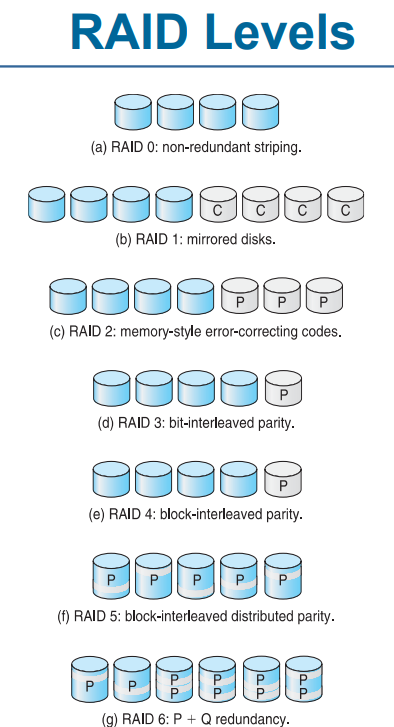 RAID Levels
(a) RAID 0: non-redundant striping.
C C C C
(b) RAID 1: mirrored disks.
P P P
(c) RAID 2: memory-style error-correcting codes.
P
(d) RAID 3: bit-interleaved parity.
P
(e) RAID 4: block-interleaved parity.
P P P P P
(f) RAID 5: block-interleaved distributed parity.
P P P P P P
P P P P
(g) RAID 6: P + Q redundancy.